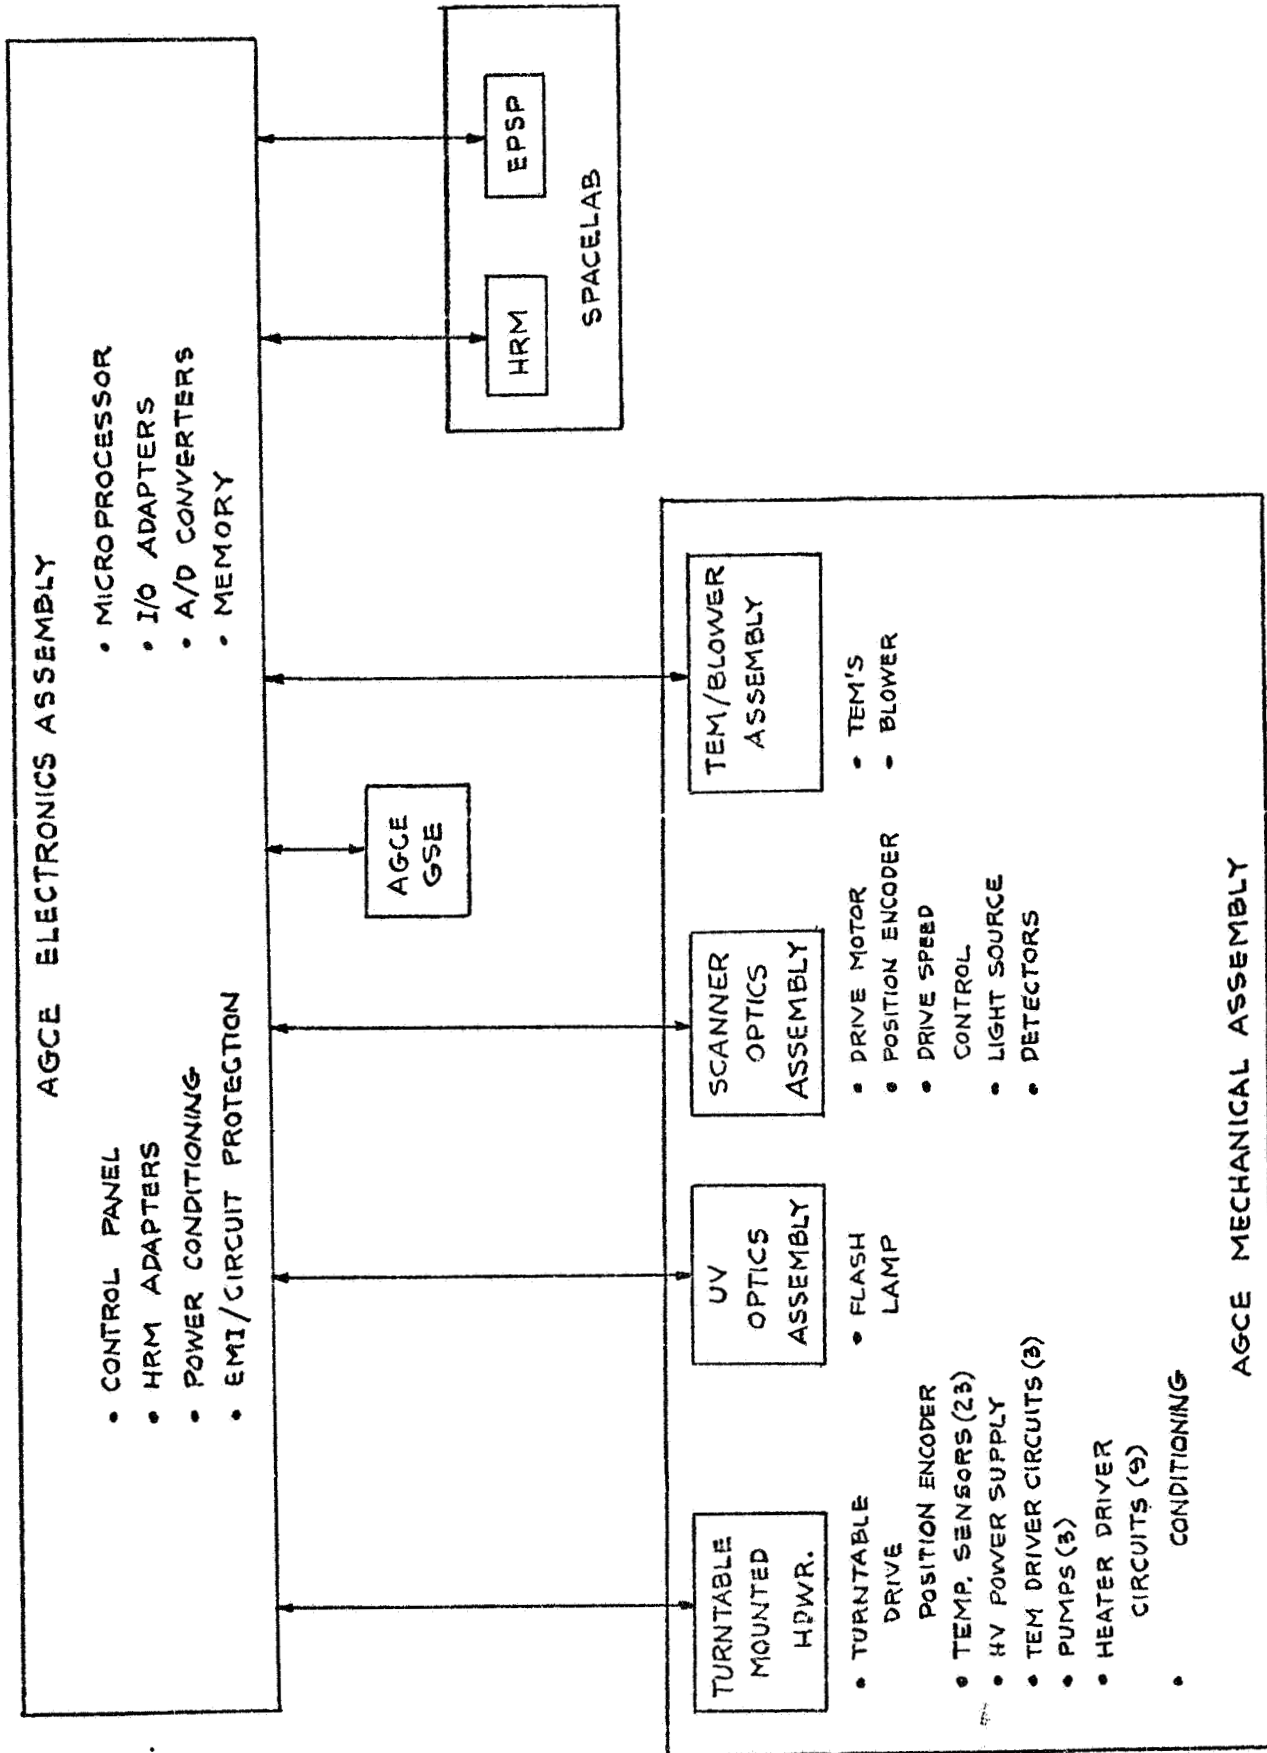 AGCE ELECTRONICS ASSEMBLY
• CONTROL PANEL
• HRM ADAPTERS
• POWER CONDITIONING
• EMI/CIRCUIT PROTECTION
• MICROPROCESSOR
• I/O ADAPTERS
• A/D CONVERTERS
• MEMORY
AGCE
GSE
HRM
EPSP
SPACELAB
TURNTABLE
MOUNTED
HDWR.
• TURNTABLE
DRIVE
POSITION ENCODER
• TEMP. SENSORS (23)
• HV POWER SUPPLY
• TEM DRIVER CIRCUITS (3)
• PUMPS (3)
• HEATER DRIVER
CIRCUITS (9)
• CONDITIONING
UV
OPTICS
ASSEMBLY
• FLASH
LAMP
SCANNER
OPTICS
ASSEMBLY
• DRIVE MOTOR
• POSITION ENCODER
• DRIVE SPEED
CONTROL
• LIGHT SOURCE
• DETECTORS
TEM/BLOWER
ASSEMBLY
• TEM'S
• BLOWER
AGCE MECHANICAL ASSEMBLY